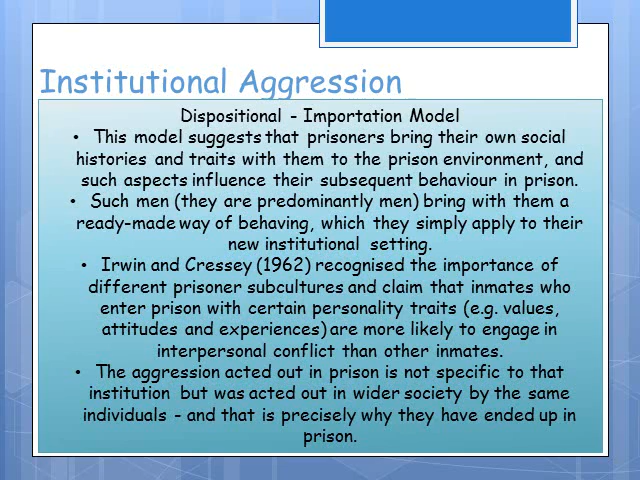 Institutional Aggression
Dispositional - Importation Model
• This model suggests that prisoners bring their own social
histories and traits with them to the prison environment, and
such aspects influence their subsequent behaviour in prison.
• Such men (they are predominantly men) bring with them a
ready-made way of behaving, which they simply apply to their
new institutional setting.
• Irwin and Cressey (1962) recognised the importance of
different prisoner subcultures and claim that inmates who
enter prison with certain personality traits (e.g. values,
attitudes and experiences) are more likely to engage in
interpersonal conflict than other inmates.
• The aggression acted out in prison is not specific to that
institution but was acted out in wider society by the same
individuals - and that is precisely why they have ended up in
prison.